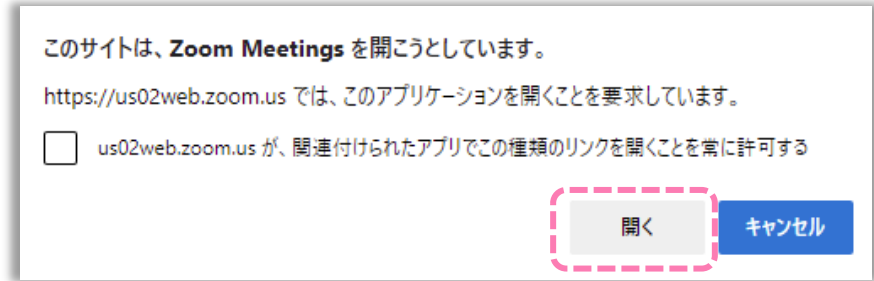 このサイトは、Zoom Meetings を開こうとしています。
https://us02web.zoom.us では、このアプリケーションを開くことを要求しています。
us02web.zoom.us が、関連付けられたアプリでこの種類のリンクを開くことを常に許可する
開く
キャンセル